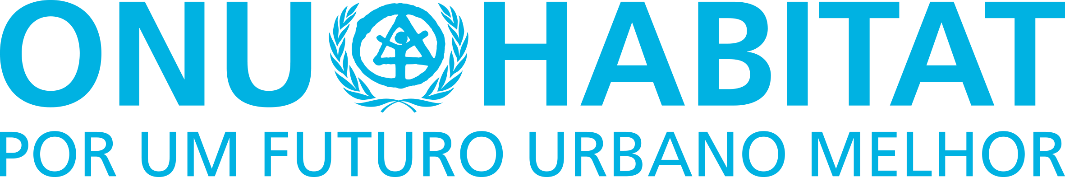 ONU HABITAT
POR UM FUTURO URBANO MELHOR